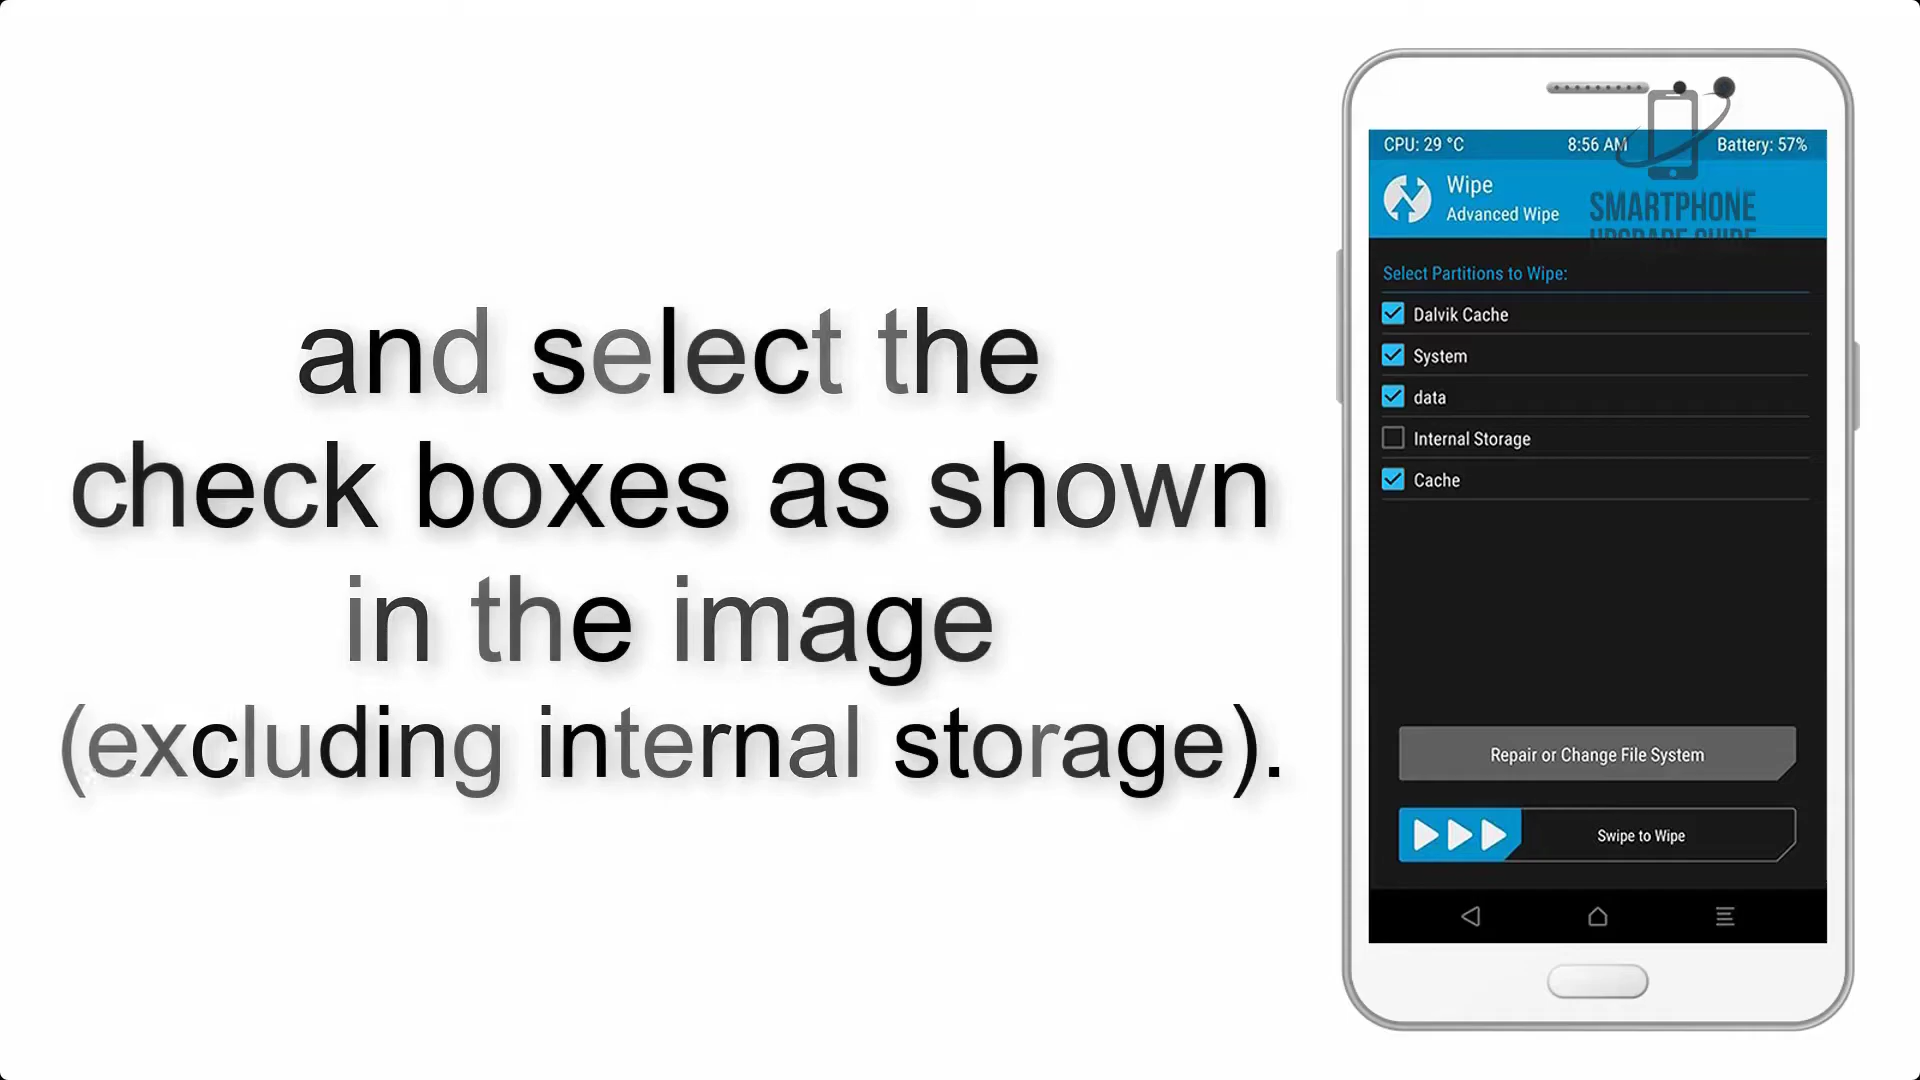 and select the
check boxes as shown
in the image
(excluding internal storage).
CPU: 29 °C 8:56 AM Battery: 57%
Wipe
Advanced Wipe
SMARTPHONE
UPGRADE GUIDE
Select Partitions to Wipe:
Dalvik Cache
System
data
Internal Storage
Cache
Repair or Change File System
Swipe to Wipe